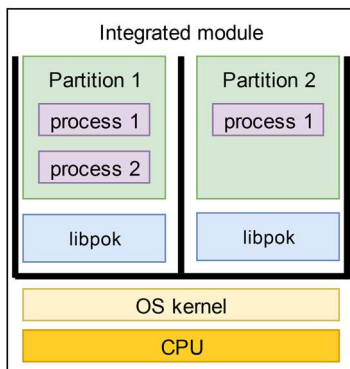 Integrated module
Partition 1
process 1
process 2
libpok
Partition 2
process 1
libpok
OS kernel
CPU